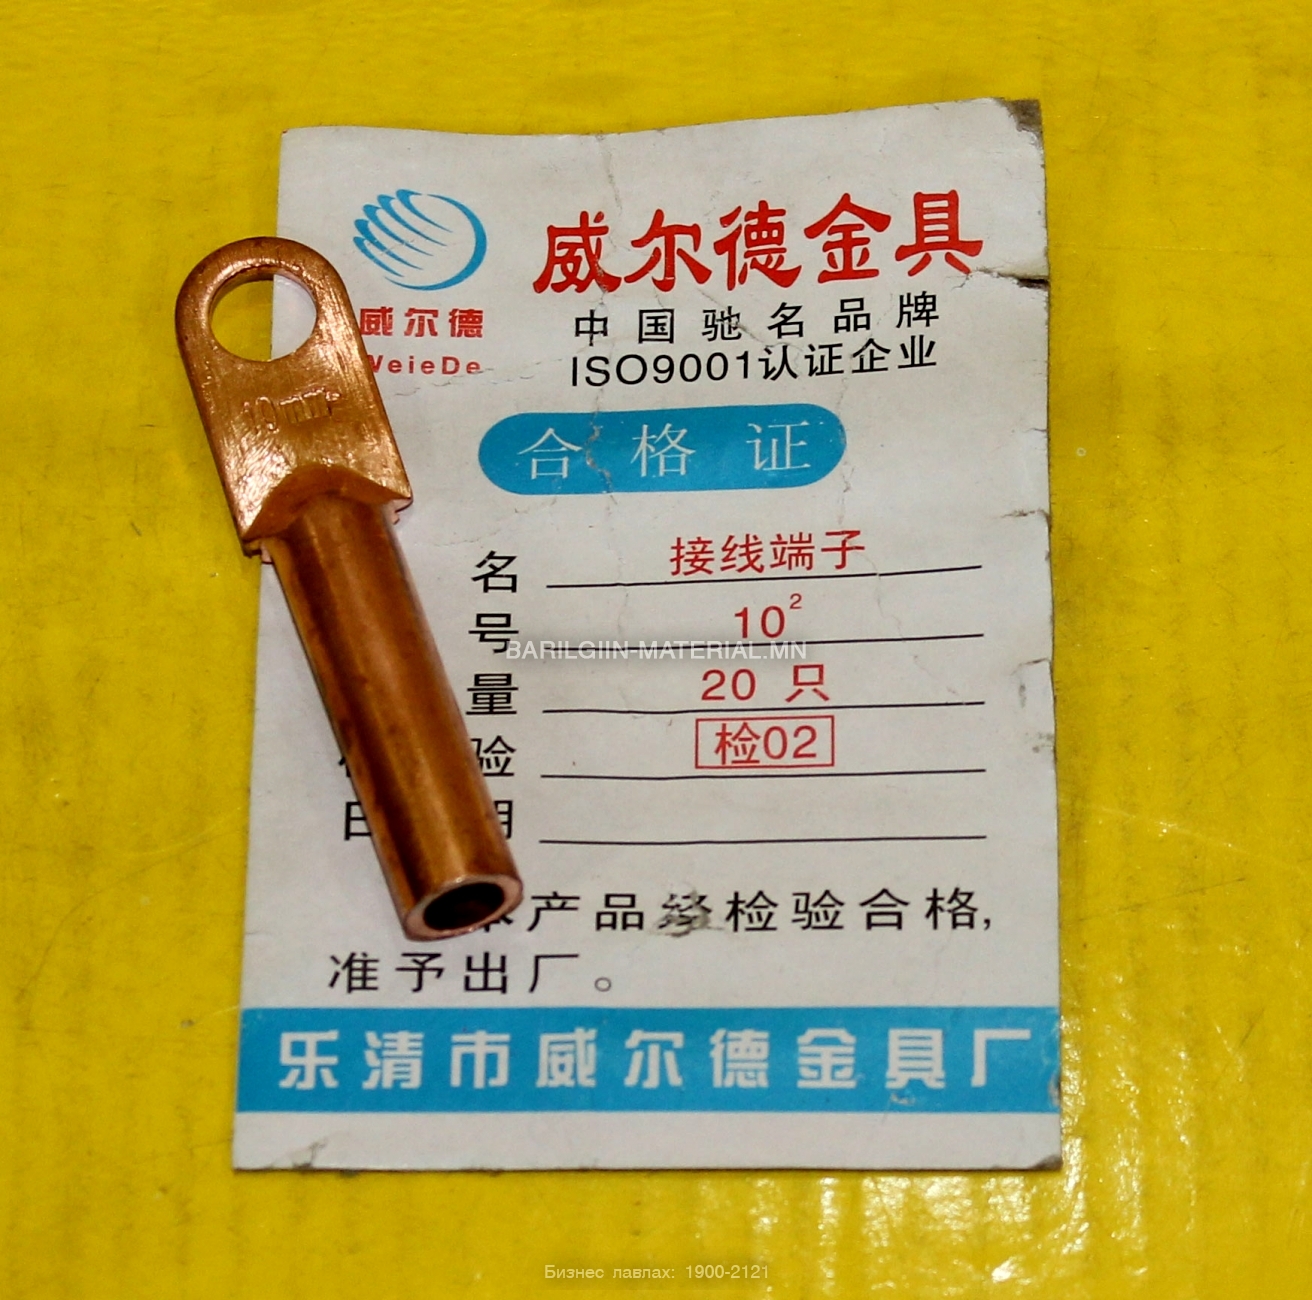 威尔德金具
威尔德
WeieDe
中国驰名品牌
ISO9001认证企业
合格证
10mm²
名 接线端子
号 10²
BARILGIIN-MATERIAL.MN
量 20 只
验 检02
日期
本产品经检验合格,
准予出厂。
乐清市威尔德金具厂
Бизнес лавлах: 1900-2121